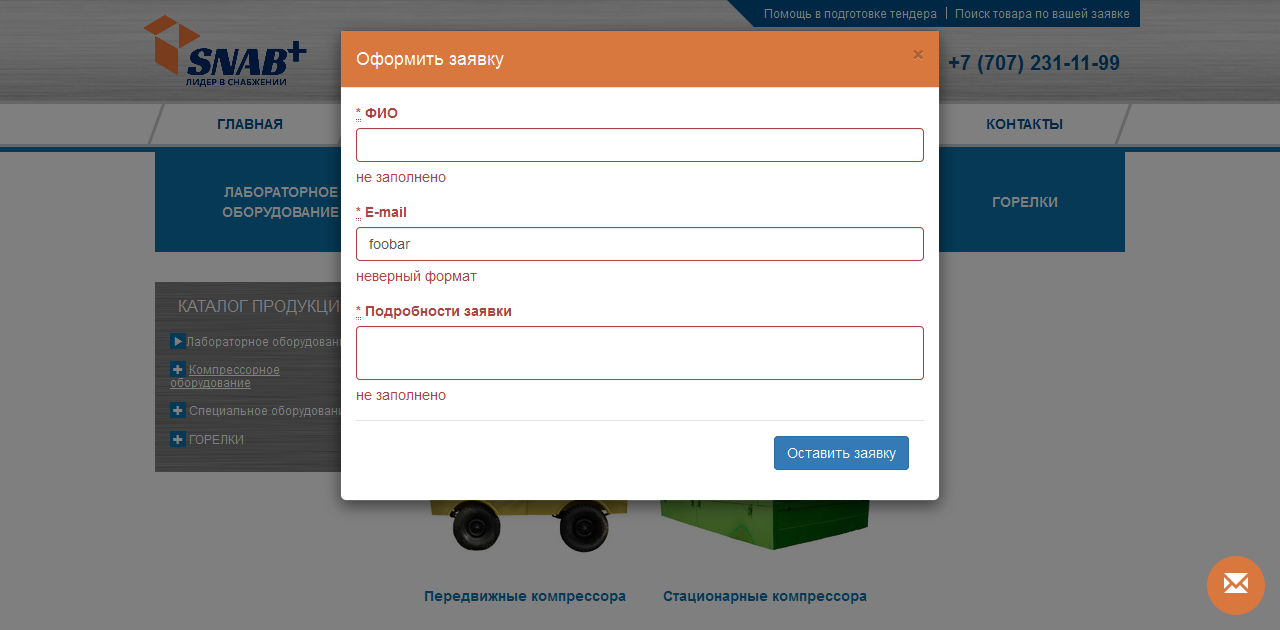 Помощь в подготовке тендера | Поиск товара по вашей заявке
SNAB+
ЛИДЕР В СНАБЖЕНИИ
+7 (707) 231-11-99
ГЛАВНАЯ
КОНТАКТЫ
ЛАБОРАТОРНОЕ
ОБОРУДОВАНИЕ
ГОРЕЛКИ
Оформить заявку
×
* ФИО
не заполнено
* E-mail
foobar
неверный формат
* Подробности заявки
не заполнено
Оставить заявку
КАТАЛОГ ПРОДУКЦИ
Лабораторное оборудовани
Компрессорное
оборудование
Специальное оборудовани
ГОРЕЛКИ
Передвижные компрессора
Стационарные компрессора